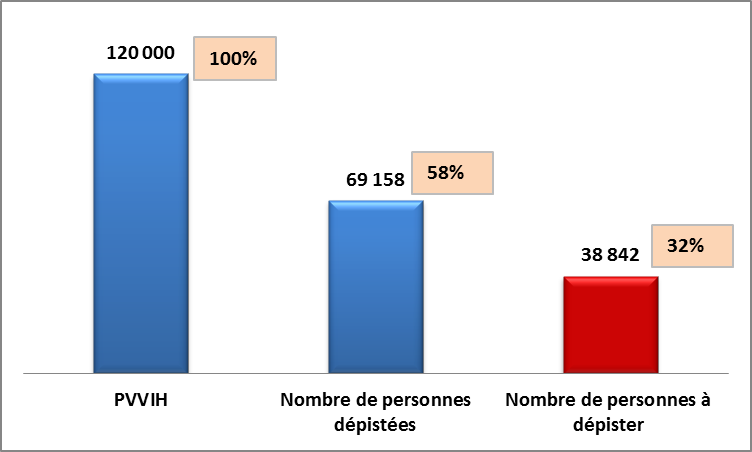 120 000
100%
69 158
58%
38 842
32%
PVVIH
Nombre de personnes
dépistées
Nombre de personnes à
dépister